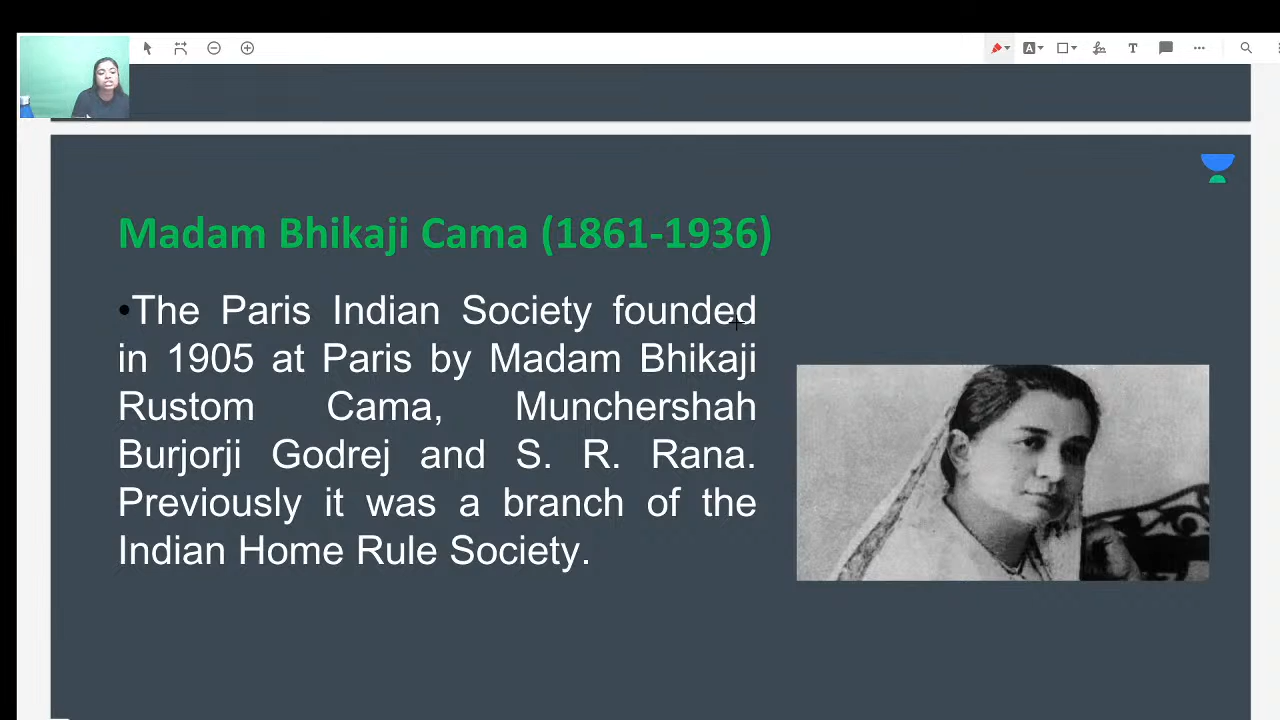 Madam Bhikaji Cama (1861-1936)
•The Paris Indian Society founded
in 1905 at Paris by Madam Bhikaji
Rustom Cama, Munchershah
Burjorji Godrej and S. R. Rana.
Previously it was a branch of the
Indian Home Rule Society.